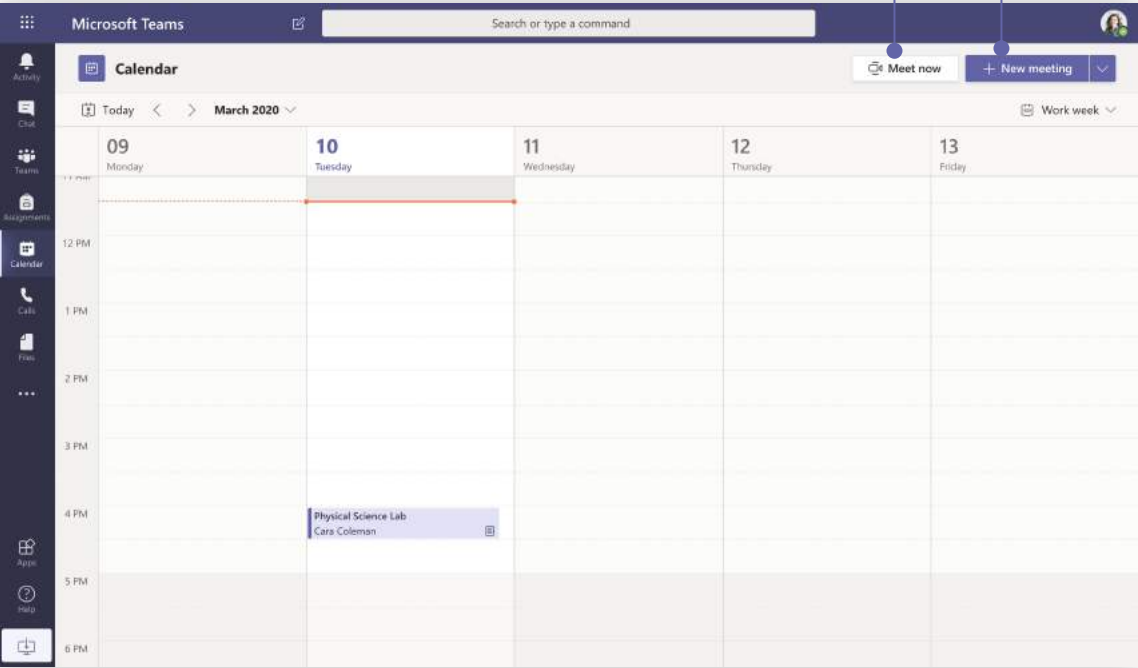 Microsoft Teams
Search or type a command
Activity
Calendar
Meet now
New meeting
Chat
Today
March 2020
Work week
Teams
09
10
11
12
13
Monday
Tuesday
Wednesday
Thursday
Friday
Assignments
12 PM
Calendar
Calls
1 PM
Files
2 PM
3 PM
4 PM
Physical Science Lab
Cara Coleman
Apps
5 PM
Help
6 PM